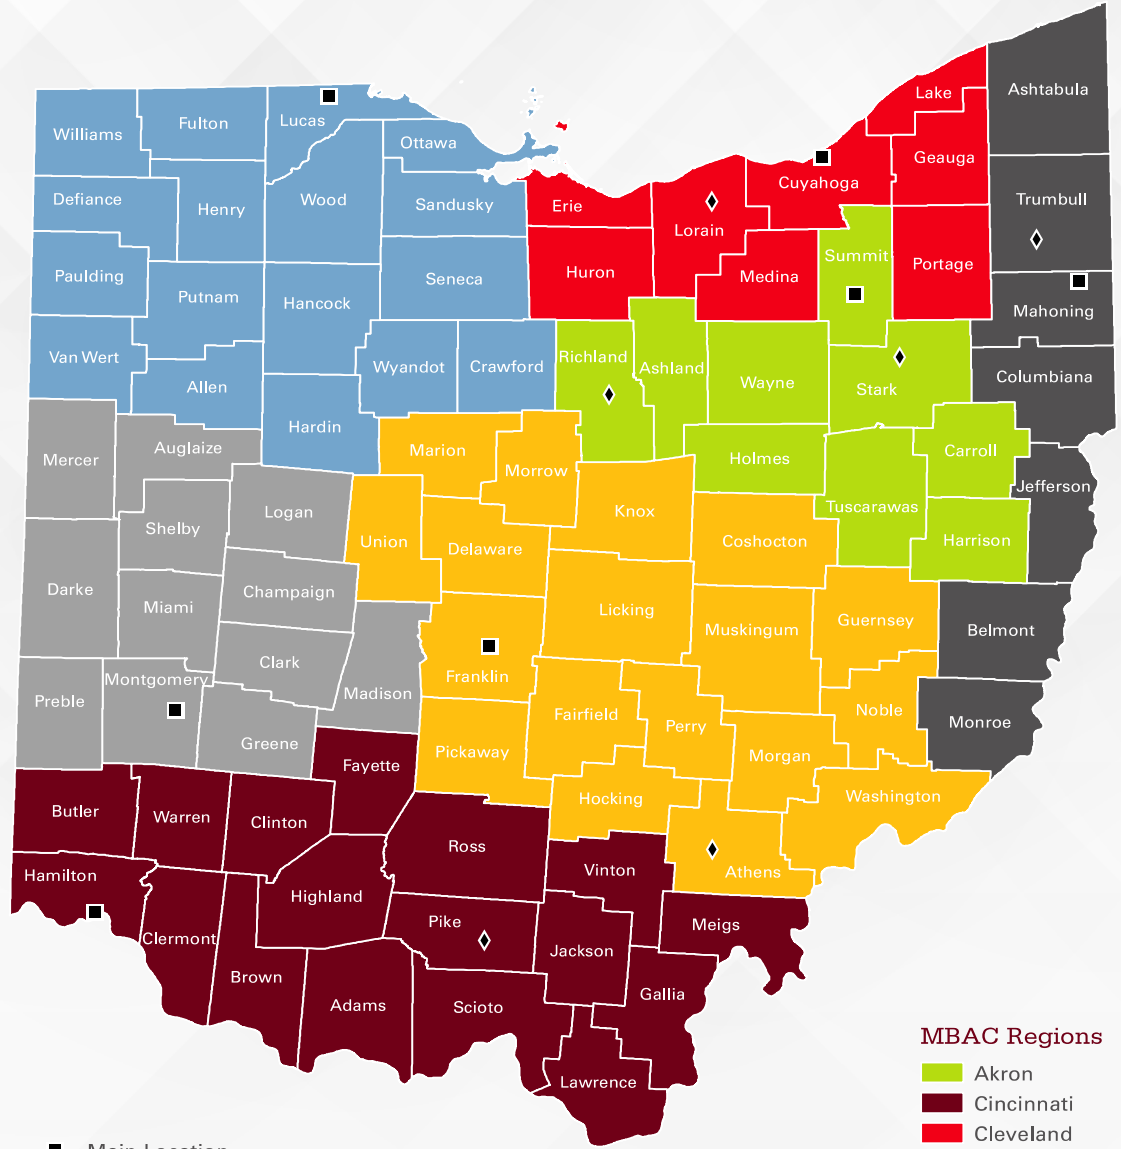 Lake
Ashtabula
Williams
Fulton
Lucas
Ottawa
Geauga
Cuyahoga
Defiance
Henry
Wood
Sandusky
Erie
Lorain
Trumbull
Paulding
Putnam
Hancock
Seneca
Huron
Medina
Summit
Portage
Mahoning
Van Wert
Allen
Wyandot
Crawford
Richland
Ashland
Wayne
Stark
Columbiana
Hardin
Mercer
Auglaize
Marion
Morrow
Holmes
Carroll
Jefferson
Shelby
Logan
Union
Delaware
Knox
Coshocton
Tuscarawas
Harrison
Darke
Miami
Champaign
Licking
Muskingum
Guernsey
Belmont
Clark
Preble
Montgomery
Madison
Franklin
Fairfield
Perry
Noble
Monroe
Greene
Pickaway
Morgan
Fayette
Hocking
Washington
Butler
Warren
Clinton
Ross
Vinton
Athens
Hamilton
Highland
Pike
Meigs
Clermont
Jackson
Brown
Adams
Scioto
Gallia
Lawrence
MBAC Regions
Akron
Cincinnati
Cleveland
Main Location